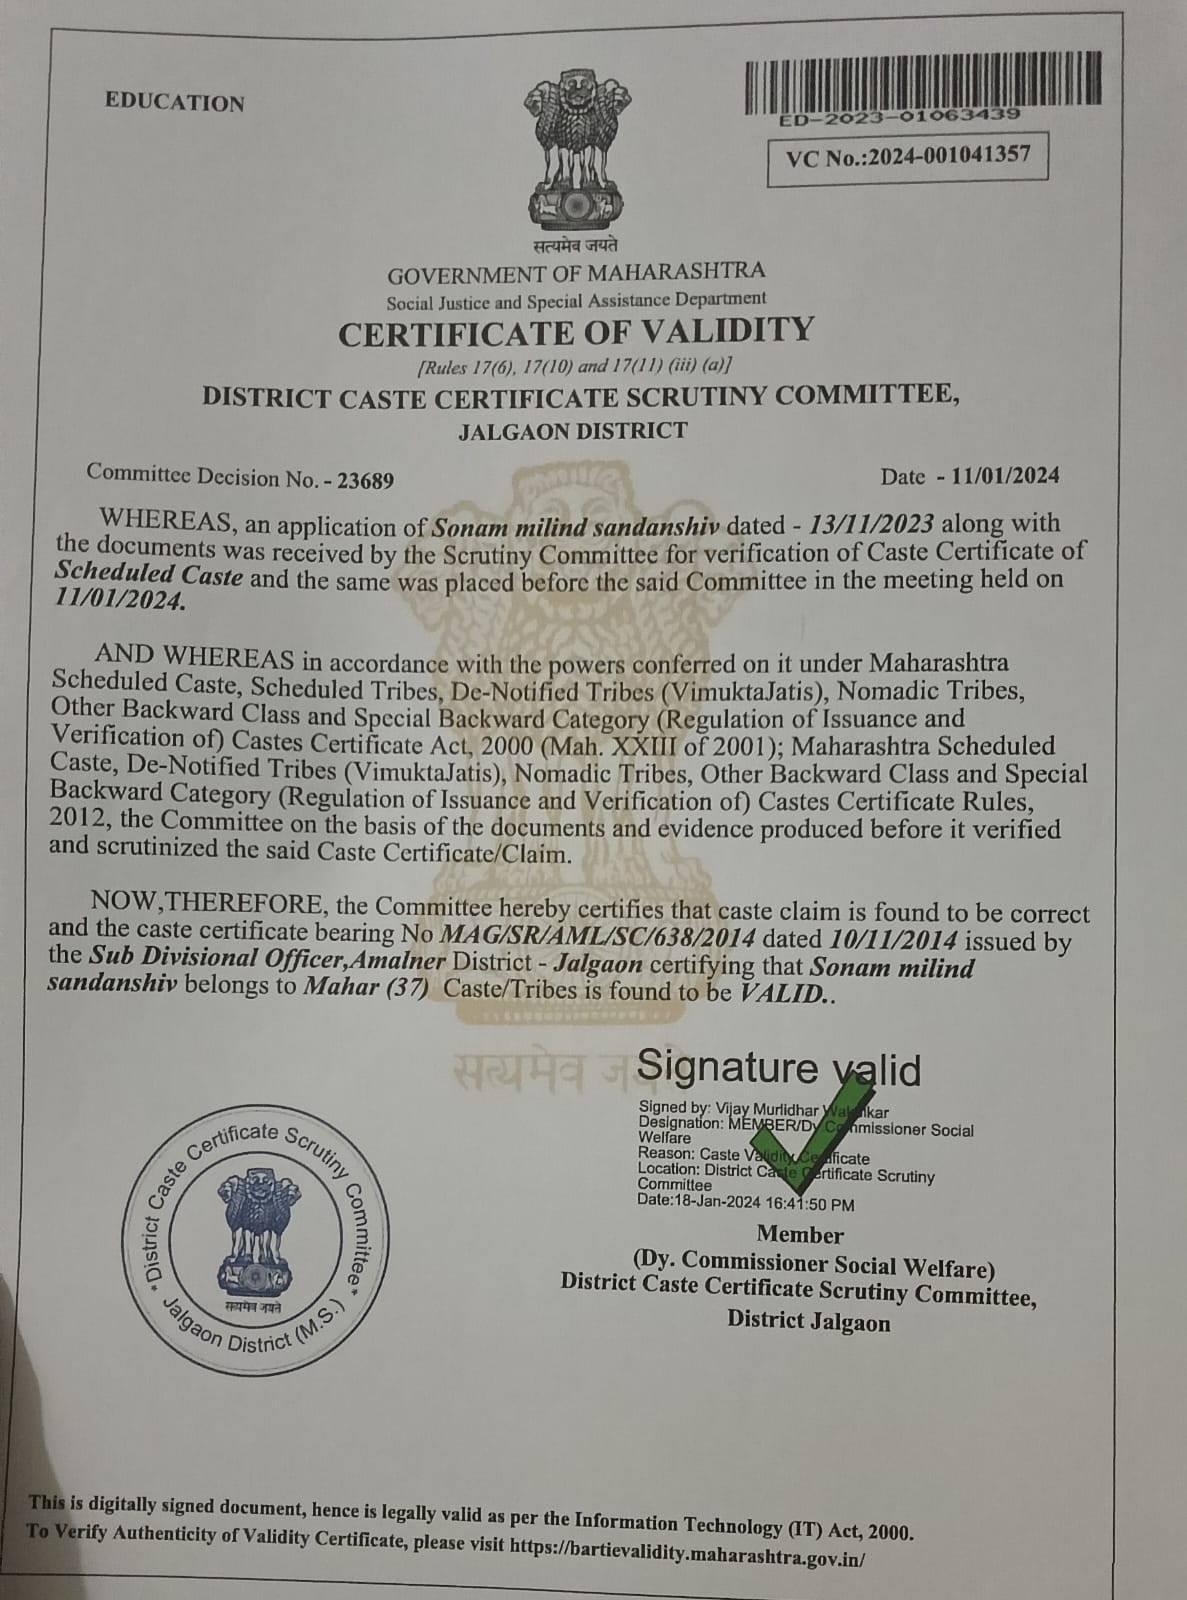 EDUCATION
ED-2023-01063439
VC No.:2024-001041357
सत्यमेव जयते
GOVERNMENT OF MAHARASHTRA
Social Justice and Special Assistance Department
CERTIFICATE OF VALIDITY
[Rules 17(6), 17(10) and 17(11) (iii) (a)]
DISTRICT CASTE CERTIFICATE SCRUTINY COMMITTEE,
JALGAON DISTRICT
Committee Decision No. - 23689
Date - 11/01/2024
WHEREAS, an application of Sonam milind sandanshiv dated - 13/11/2023 along with
the documents was received by the Scrutiny Committee for verification of Caste Certificate of
Scheduled Caste and the same was placed before the said Committee in the meeting held on
11/01/2024.
AND WHEREAS in accordance with the powers conferred on it under Maharashtra
Scheduled Caste, Scheduled Tribes, De-Notified Tribes (VimuktaJatis), Nomadic Tribes,
Other Backward Class and Special Backward Category (Regulation of Issuance and
Verification of) Castes Certificate Act, 2000 (Mah. XXIII of 2001); Maharashtra Scheduled
Caste, De-Notified Tribes (VimuktaJatis), Nomadic Tribes, Other Backward Class and Special
Backward Category (Regulation of Issuance and Verification of) Castes Certificate Rules,
2012, the Committee on the basis of the documents and evidence produced before it verified
and scrutinized the said Caste Certificate/Claim.
NOW,THEREFORE, the Committee hereby certifies that caste claim is found to be correct
and the caste certificate bearing No MAG/SR/AML/SC/638/2014 dated 10/11/2014 issued by
the Sub Divisional Officer,Amalner District - Jalgaon certifying that Sonam milind
sandanshiv belongs to Mahar (37) Caste/Tribes is found to be VALID..
सत्यमेव
Signature valid
Signed by: Vijay Murlidhar
Designation: MEMBER/Dy Commissioner Social
Welfare
Reason: Caste Validity Certificate
Location: District Caste Certificate Scrutiny
Committee
Date:18-Jan-2024 16:41:50 PM
Member
(Dy. Commissioner Social Welfare)
District Caste Certificate Scrutiny Committee,
District Jalgaon
* District Caste Certificate Scrutiny Committee *
Jalgaon District (M.S.)
सत्यमेव जयते
This is digitally signed document, hence is legally valid as per the Information Technology (IT) Act, 2000.
To Verify Authenticity of Validity Certificate, please visit https://bartievalidity.maharashtra.gov.in/